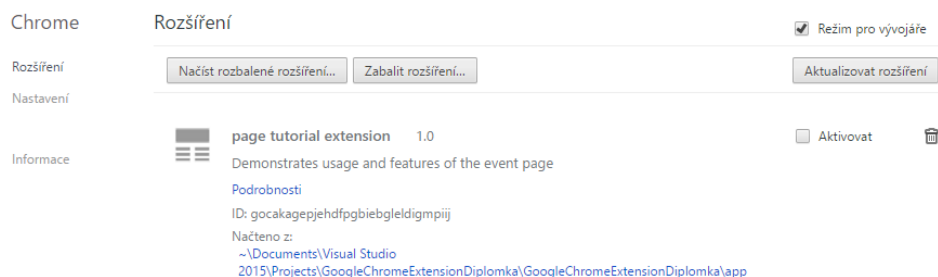 Chrome
Rozšíření
Režim pro vývojáře
Rozšíření
Načíst rozbalené rozšíření...
Zabalit rozšíření...
Aktualizovat rozšíření
Nastavení
page tutorial extension 1.0
Aktivovat
Informace
Demonstrates usage and features of the event page
Podrobnosti
ID: gocakagepjehdfpgbiebgleldigmpiij
Načteno z:
~\Documents\Visual Studio
2015\Projects\GoogleChromeExtensionDiplomka\GoogleChromeExtensionDiplomka\app